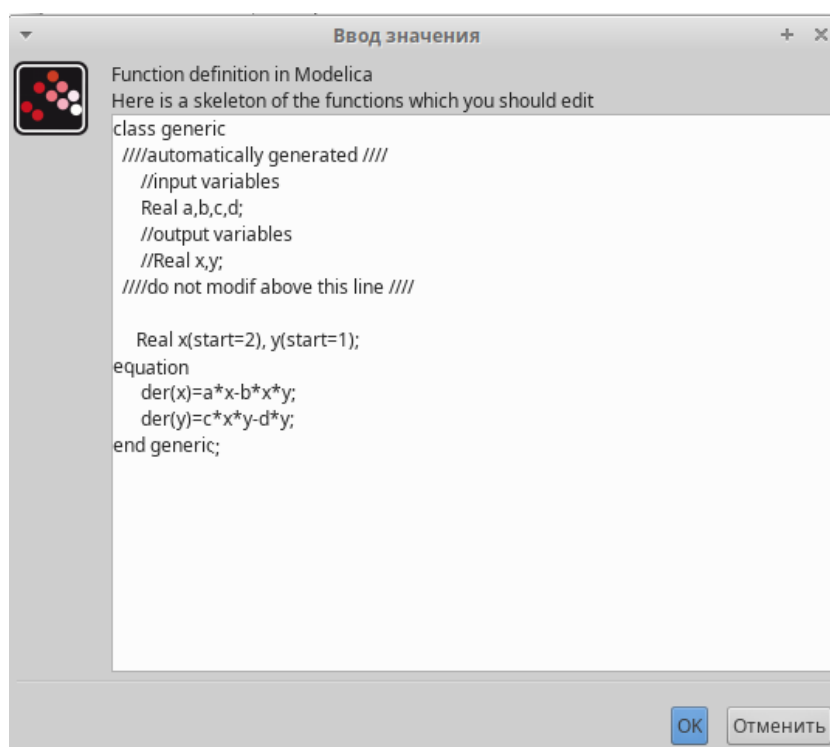 Ввод значения
Function definition in Modelica
Here is a skeleton of the functions which you should edit
class generic
////automatically generated ////
//input variables
Real a,b,c,d;
//output variables
//Real x,y;
////do not modif above this line ////
Real x(start=2), y(start=1);
equation
der(x)=a*x-b*x*y;
der(y)=c*x*y-d*y;
end generic;
OK Отменить